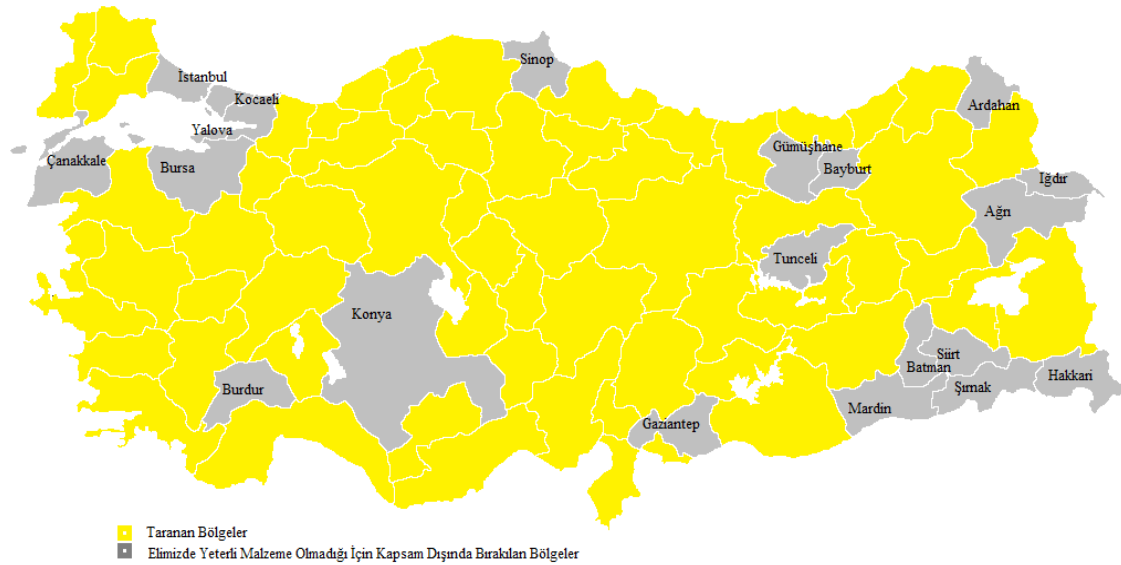 Sinop
İstanbul
Kocaeli
Ardahan
Yalova
Gümüşhane
Çanakkale
Bursa
Bayburt
Iğdır
Ağrı
Tunceli
Konya
Siirt
Batman
Hakkari
Burdur
Şırnak
Mardin
Gaziantep
Taranan Bölgeler
Elimizde Yeterli Malzeme Olmadığı İçin Kapsam Dışında Bırakılan Bölgeler